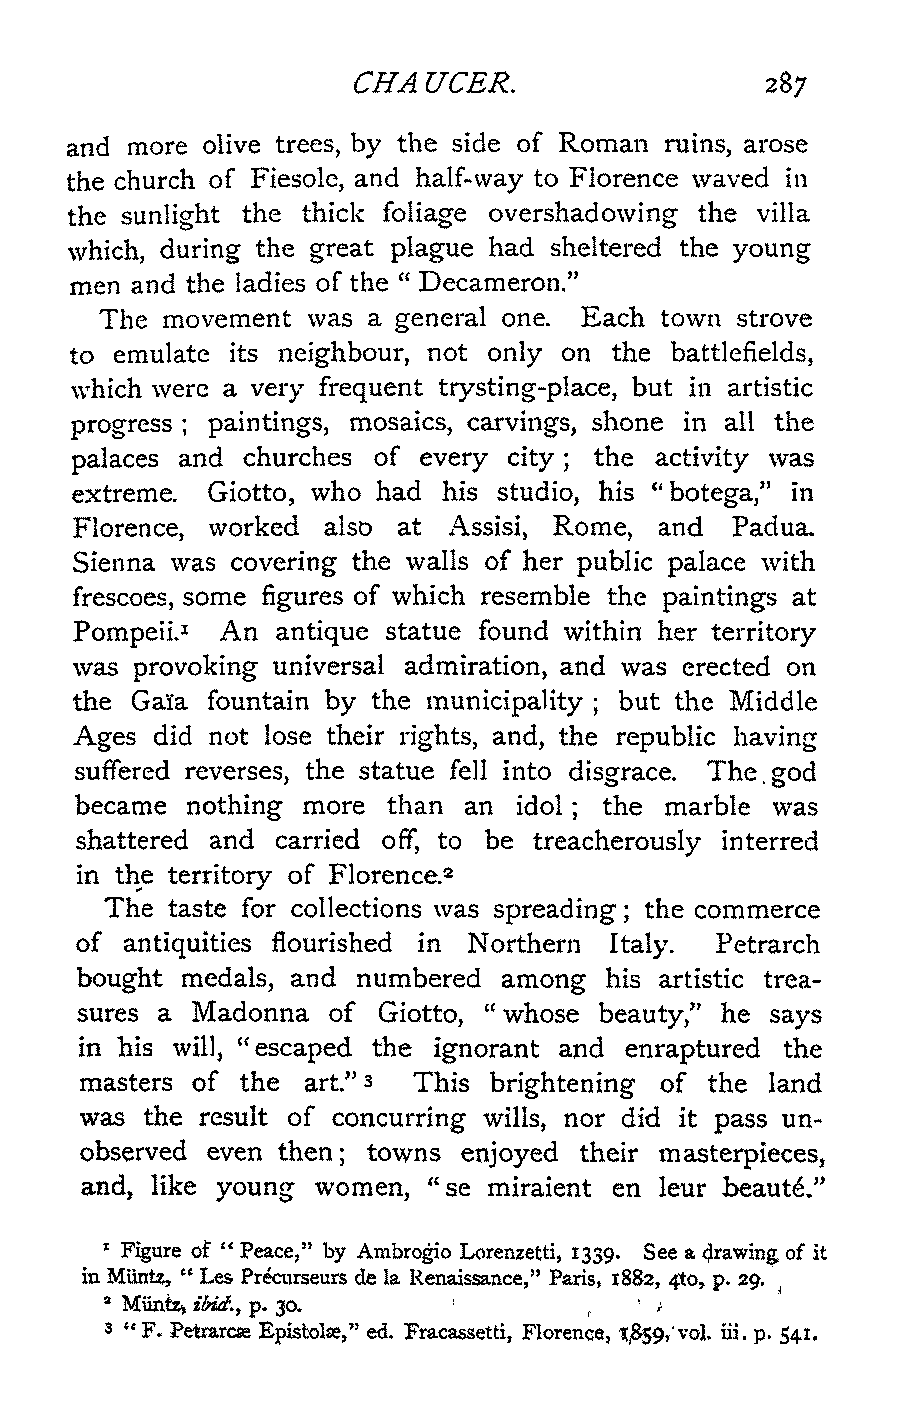 CHAUCER. 287
and more olive trees, by the side of Roman ruins, arose
the church of Fiesole, and half-way to Florence waved in
the sunlight the thick foliage overshadowing the villa
which, during the great plague had sheltered the young
men and the ladies of the “ Decameron.”
The movement was a general one. Each town strove
to emulate its neighbour, not only on the battlefields,
which were a very frequent trysting-place, but in artistic
progress ; paintings, mosaics, carvings, shone in all the
palaces and churches of every city ; the activity was
extreme. Giotto, who had his studio, his “ botega,” in
Florence, worked also at Assisi, Rome, and Padua.
Sienna was covering the walls of her public palace with
frescoes, some figures of which resemble the paintings at
Pompeii.¹ An antique statue found within her territory
was provoking universal admiration, and was erected on
the Gaïa fountain by the municipality ; but the Middle
Ages did not lose their rights, and, the republic having
suffered reverses, the statue fell into disgrace. The god
became nothing more than an idol ; the marble was
shattered and carried off, to be treacherously interred
in the territory of Florence.²
The taste for collections was spreading ; the commerce
of antiquities flourished in Northern Italy. Petrarch
bought medals, and numbered among his artistic trea-
sures a Madonna of Giotto, “ whose beauty,” he says
in his will, “ escaped the ignorant and enraptured the
masters of the art.” ³ This brightening of the land
was the result of concurring wills, nor did it pass un-
observed even then ; towns enjoyed their masterpieces,
and, like young women, “ se miraient en leur beauté.”
¹ Figure of “ Peace,” by Ambrogio Lorenzetti, 1339. See a drawing of it
in Müntz, “ Les Précurseurs de la Renaissance,” Paris, 1882, 4to, p. 29.
² Müntz, ibid., p. 30.
³ “ F. Petrarcæ Epistolæ,” ed. Fracassetti, Florence, 1859, vol. iii. p. 541.